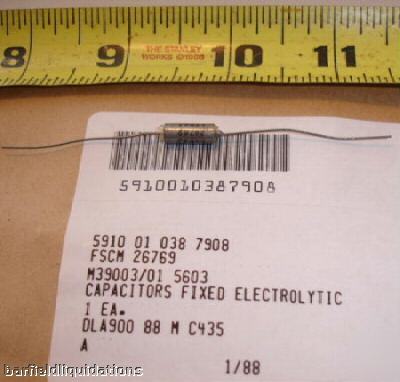 8 9 10 11
THE STANLEY
WORKS ©1986
5910010387908
5910 01 038 7908
FSCM 26769
M39003/01 5603
CAPACITORS FIXED ELECTROLYTIC
1 EA.
DLA900 88 M C435
A
1/88
barfieldliquidations